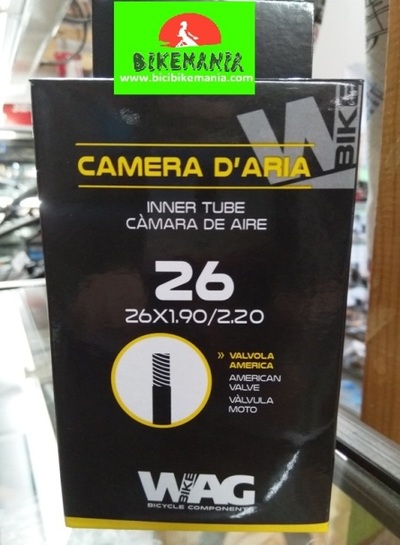 BIKEMANIA
www.bicibikemania.com
W BIKE
CAMERA D'ARIA
INNER TUBE
CÀMARA DE AIRE
26
26X1.90/2.20
» VALVOLA
AMERICA
AMERICAN
VALVE
VÀLVULA
MOTO
WAG
BIKE
BICYCLE COMPONENTS